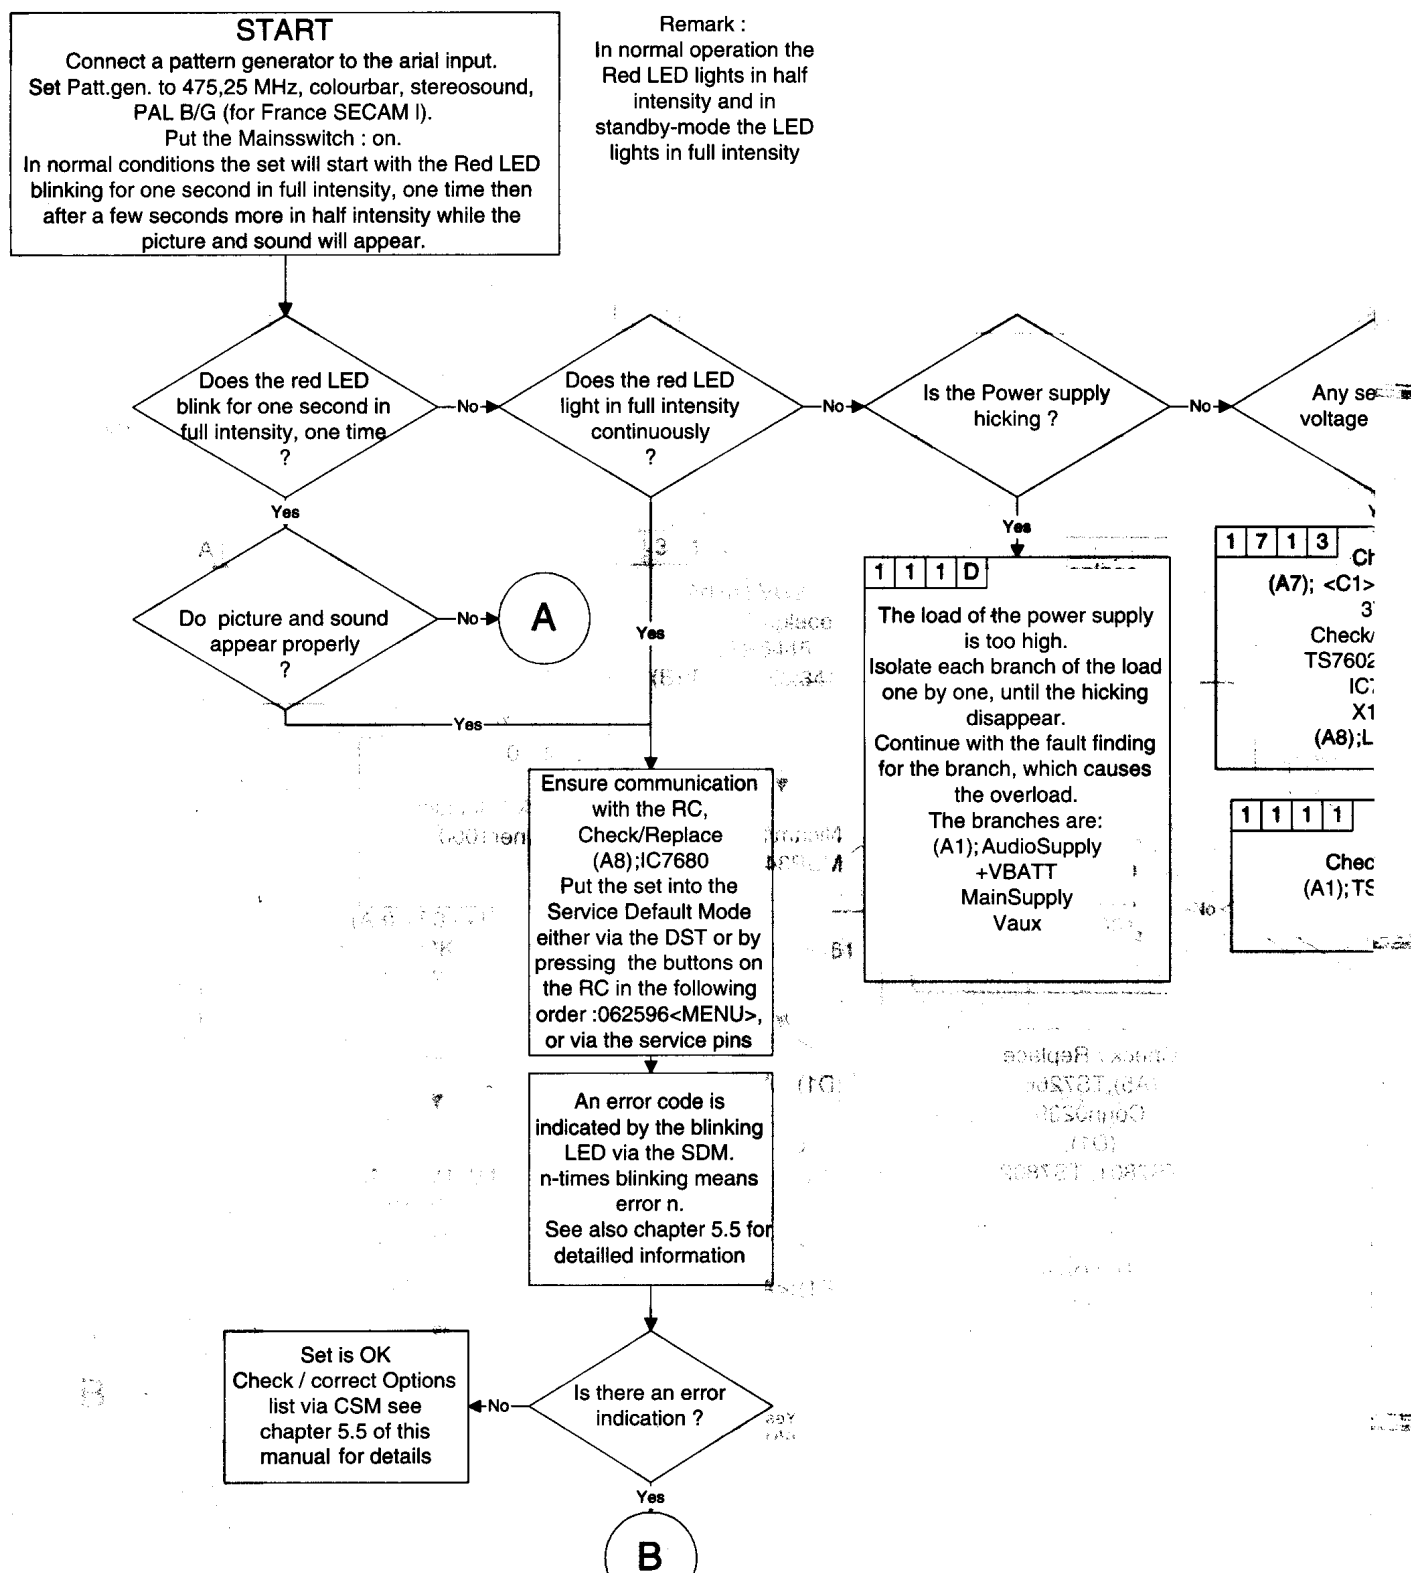 START
Connect a pattern generator to the arial input.
Set Patt.gen. to 475,25 MHz, colourbar, stereosound,
PAL B/G (for France SECAM I).
Put the Mainsswitch : on.
In normal conditions the set will start with the Red LED
blinking for one second in full intensity, one time then
after a few seconds more in half intensity while the
picture and sound will appear.
Remark :
In normal operation the
Red LED lights in half
intensity and in
standby-mode the LED
lights in full intensity
Does the red LED
blink for one second in
full intensity, one time
?
No
Does the red LED
light in full intensity
continuously
?
No
Is the Power supply
hicking ?
No
Any se
voltage
Yes
Do picture and sound
appear properly
?
No
A
Yes
Yes
Yes
1 1 1 D
The load of the power supply
is too high.
Isolate each branch of the load
one by one, until the hicking
disappear.
Continue with the fault finding
for the branch, which causes
the overload.
The branches are:
(A1);AudioSupply
+VBATT
MainSupply
Vaux
1 7 1 3
(A7); <C1>
Check/
TS7602
X1
(A8);L
No
1 1 1 1
Chec
(A1);TS
Ensure communication
with the RC,
Check/Replace
(A8);IC7680
Put the set into the
Service Default Mode
either via the DST or by
pressing the buttons on
the RC in the following
order :062596<MENU>,
or via the service pins
An error code is
indicated by the blinking
LED via the SDM.
n-times blinking means
error n.
See also chapter 5.5 for
detailled information
Is there an error
indication ?
No
Set is OK
Check / correct Options
list via CSM see
chapter 5.5 of this
manual for details
Yes
B